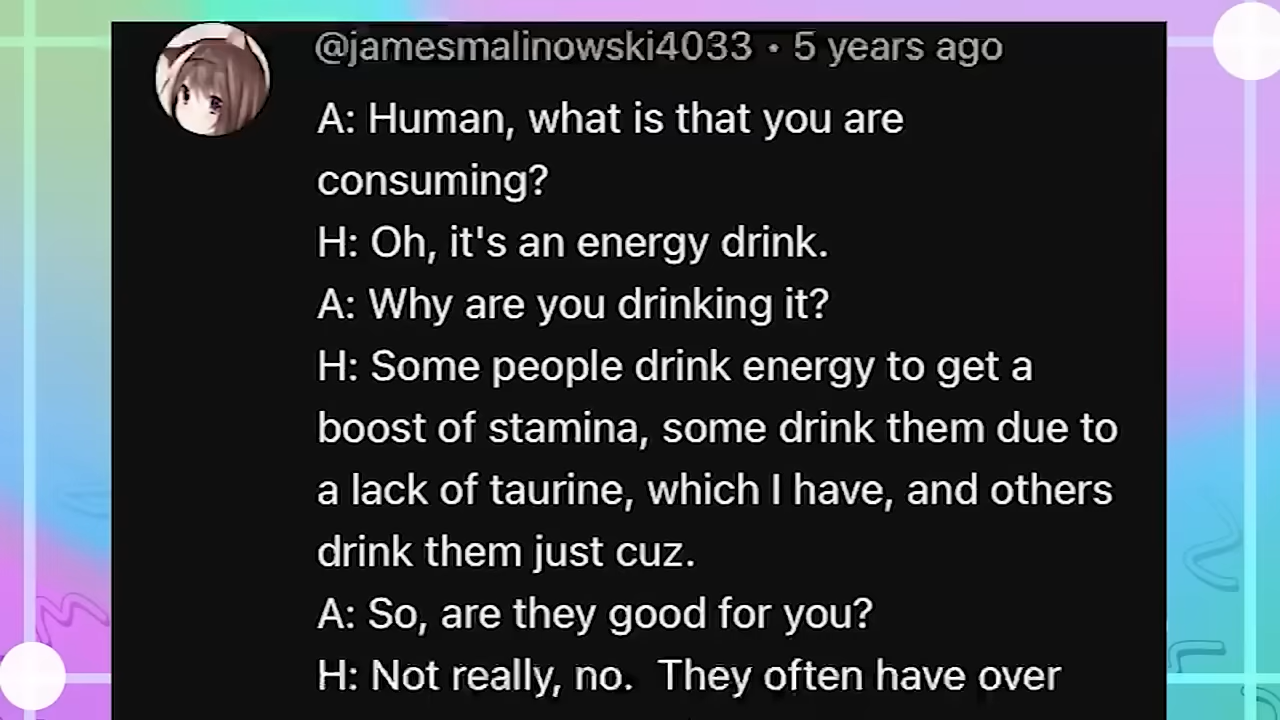 @jamesmalinowski4033 • 5 years ago
A: Human, what is that you are
consuming?
H: Oh, it's an energy drink.
A: Why are you drinking it?
H: Some people drink energy to get a
boost of stamina, some drink them due to
a lack of taurine, which I have, and others
drink them just cuz.
A: So, are they good for you?
H: Not really, no.  They often have over